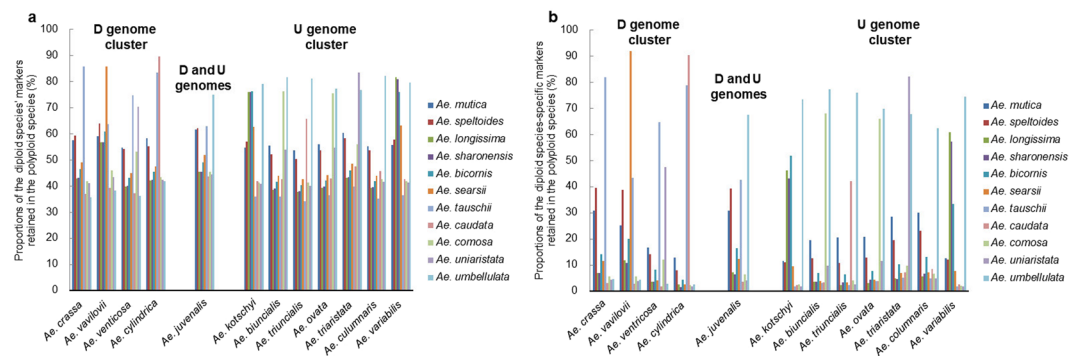 a
Proportions of the diploid species' markers
retained in the polyploid species (%)
100
90
80
70
60
50
40
30
20
10
0
D genome
cluster
D and U
genomes
U genome
cluster
Ae. crassa
Ae. vavilovii
Ae. venticosa
Ae. cylindrica
Ae. juvenalis
Ae. kotschyi
Ae. biuncialis
Ae. triuncialis
Ae. ovata
Ae. triaristata
Ae. culumnaris
Ae. variabilis
Ae. mutica
Ae. speltoides
Ae. longissima
Ae. sharonensis
Ae. bicornis
Ae. searsii
Ae. tauschii
Ae. caudata
Ae. comosa
Ae. uniaristata
Ae. umbellulata
b
Proportions of the diploid species-specific markers
retained in the polyploid species (%)
100
90
80
70
60
50
40
30
20
10
0
D genome
cluster
D and U
genomes
U genome
cluster
Ae. crassa
Ae. vavilovii
Ae. ventricosa
Ae. cylindrica
Ae. juvenalis
Ae. kotschyi
Ae. biuncialis
Ae. triuncialis
Ae. ovata
Ae. triaristata
Ae. columnaris
Ae. variabilis
Ae. mutica
Ae. speltoides
Ae. longissima
Ae. sharonensis
Ae. bicornis
Ae. searsii
Ae. tauschii
Ae. caudata
Ae. comosa
Ae. uniaristata
Ae. umbellulata